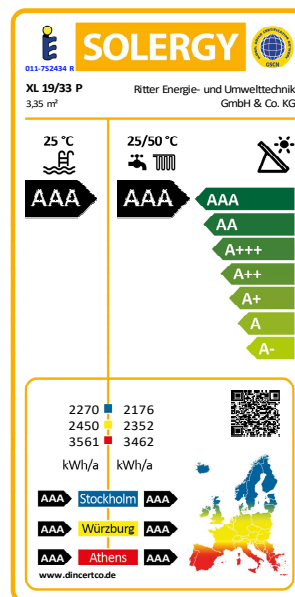 SOLERGY
011-7S2434 R
GSCN
XL 19/33 P
Ritter Energie- und Umwelttechnik
3,35 m²
GmbH & Co. KG
25 °C
25/50 °C
AAA
AAA
AAA
AA
A+++
A++
A+
A
A-
2270 2176
2450 2352
3561 3462
kWh/a kWh/a
AAA Stockholm AAA
AAA Würzburg AAA
AAA Athens AAA
www.dincertco.de